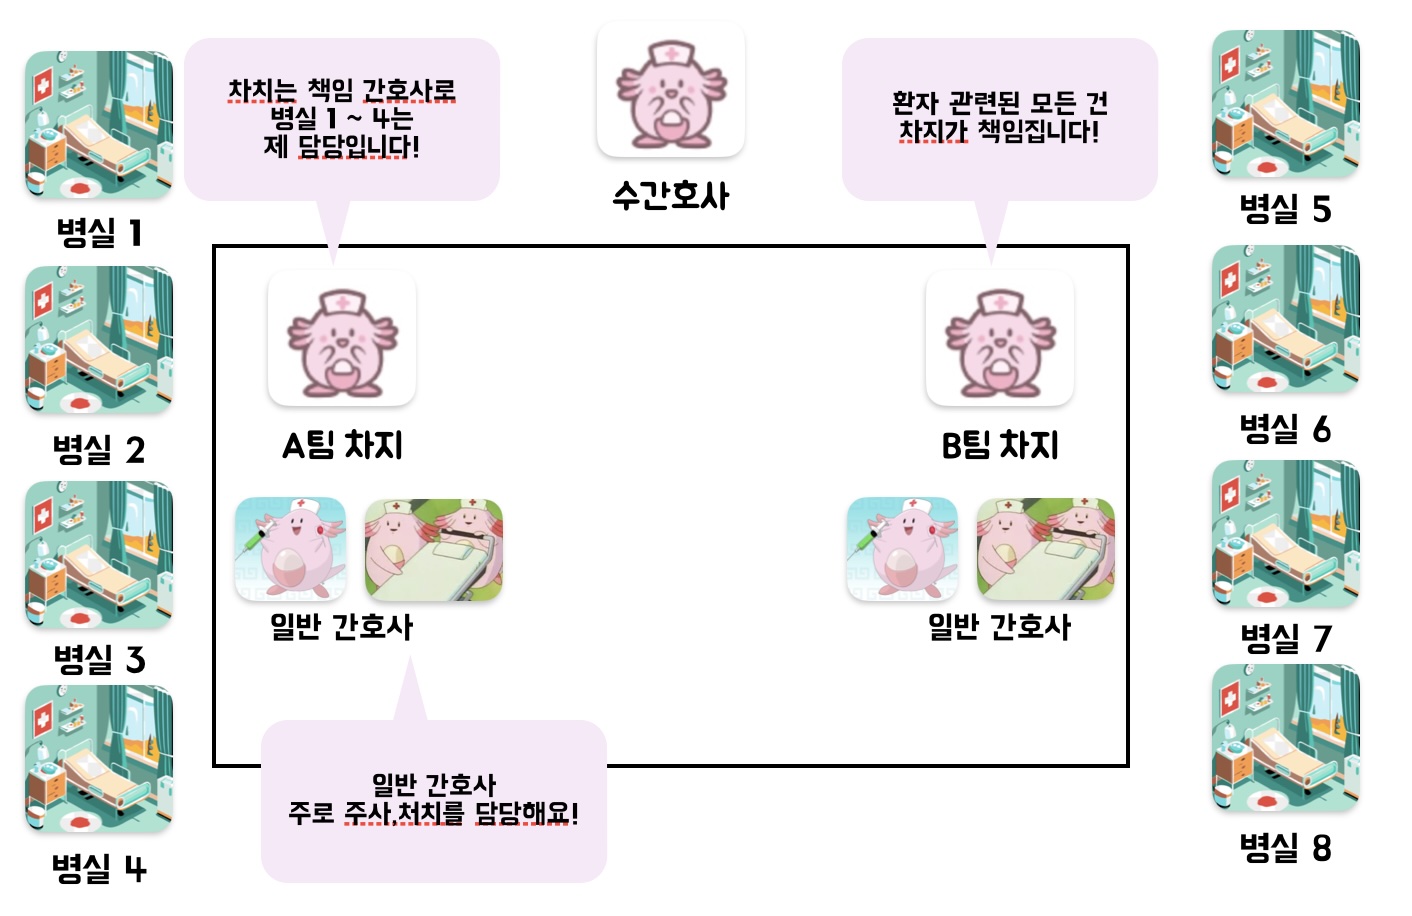 차치는 책임 간호사로
병실 1 ~ 4는
제 담당입니다!
수간호사
환자 관련된 모든 건
차지가 책임집니다!
병실 1
병실 2
병실 3
병실 4
A팀 차지
일반 간호사
일반 간호사
주로 주사,처치를 담당해요!
B팀 차지
일반 간호사
병실 5
병실 6
병실 7
병실 8